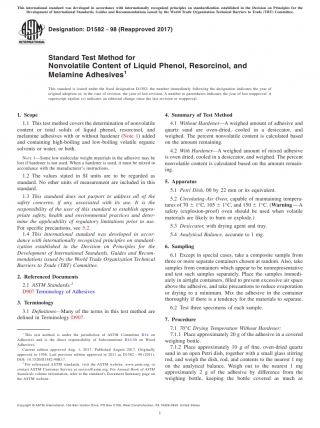 This international standard was developed in accordance with internationally recognized principles on standardization established in the Decision on Principles for the
Development of International Standards, Guides and Recommendations issued by the World Trade Organization Technical Barriers to Trade (TBT) Committee.
Designation: D1582 − 98 (Reapproved 2017)
Standard Test Method for
Nonvolatile Content of Liquid Phenol, Resorcinol, and
Melamine Adhesives1
This standard is issued under the fixed designation D1582; the number immediately following the designation indicates the year of
original adoption or, in the case of revision, the year of last revision. A number in parentheses indicates the year of last reapproval. A
superscript epsilon (ε) indicates an editorial change since the last revision or reapproval.
1. Scope
1.1 This test method covers the determination of nonvolatile
content or total solids of liquid phenol, resorcinol, and
melamine adhesives with or without hardener (Note 1) added
and containing high-boiling and low-boiling volatile organic
solvents or water, or both.
NOTE 1—Some low molecular weight materials in the adhesive may be
lost if hardener is not used. When a hardener is used, it must be mixed in
accordance with the manufacturer's instructions.
1.2 The values stated in SI units are to be regarded as
standard. No other units of measurement are included in this
standard.
1.3 This standard does not purport to address all of the
safety concerns, if any, associated with its use. It is the
responsibility of the user of this standard to establish appro-
priate safety, health and environmental practices and deter-
mine the applicability of regulatory limitations prior to use.
For specific precautions, see 5.2.
1.4 This international standard was developed in accor-
dance with internationally recognized principles on standard-
ization established in the Decision on Principles for the
Development of International Standards, Guides and Recom-
mendations issued by the World Trade Organization Technical
Barriers to Trade (TBT) Committee.
2. Referenced Documents
2.1 ASTM Standards:2
D907 Terminology of Adhesives
3. Terminology
3.1 Definitions—Many of the terms in this test method are
defined in Terminology D907.
1 This test method is under the jurisdiction of ASTM Committee D14 on
Adhesives and is the direct responsibility of Subcommittee D14.30 on Wood
Adhesives.
Current edition approved Aug. 1, 2017. Published August 2017. Originally
approved in 1958. Last previous edition approved in 2011 as D1582 – 98 (2011).
DOI: 10.1520/D1582-98R17.
2 For referenced ASTM standards, visit the ASTM website, www.astm.org, or
contact ASTM Customer Service at service@astm.org. For Annual Book of ASTM
Standards volume information, refer to the standard's Document Summary page on
the ASTM website.
4. Summary of Test Method
4.1 Without Hardener—A weighed amount of adhesive and
quartz sand are oven-dried, cooled in a desiccator, and
weighed. The percent nonvolatile content is calculated based
on the amount remaining.
4.2 With Hardener—A weighed amount of mixed adhesive
is oven dried, cooled in a desiccator, and weighed. The percent
nonvolatile content is calculated based on the amount remain-
ing.
5. Apparatus
5.1 Petri Dish, 00 by 22 mm or its equivalent.
5.2 Circulating-Air Oven, capable of maintaining tempera-
tures of 70 ± 1°C, 105 ± 1°C, and 150 ± 1°C. (Warning—A
safety (explosion-proof) oven should be used when volatile
materials are likely to burn or explode.)
5.3 Desiccator, with drying agent and tray.
5.4 Analytical Balance, accurate to 1 mg.
6. Sampling
6.1 Except in special cases, take a composite sample from
three or more separate containers chosen at random. Also, take
samples from containers which appear to be nonrepresentative
and test such samples separately. Place the samples immedi-
ately in airtight containers, filled to prevent excessive air space
above the adhesive, and take precautions to reduce evaporation
or drying to a minimum. Mix the adhesive in the container
thoroughly if there is a tendency for the materials to separate.
6.2 Test three specimens of each sample.
7. Procedure
7.1 70°C Drying Temperature Without Hardener:
7.1.1 Place approximately 20 g of the adhesive in a covered
weighing bottle.
7.1.2 Place approximately 10 g of fine, oven-dried quartz
sand in an open Petri dish, together with a small glass stirring
rod, and weigh the dish, rod, and contents to the nearest 1 mg
on the analytical balance. Weigh out to the nearest 1 mg
approximately 2 g of the adhesive by difference from the
weighing bottle, keeping the bottle covered as much as
Copyright © ASTM International, 100 Barr Harbor Drive, PO Box C700, West Conshohocken, PA 19428-2959. United States
1